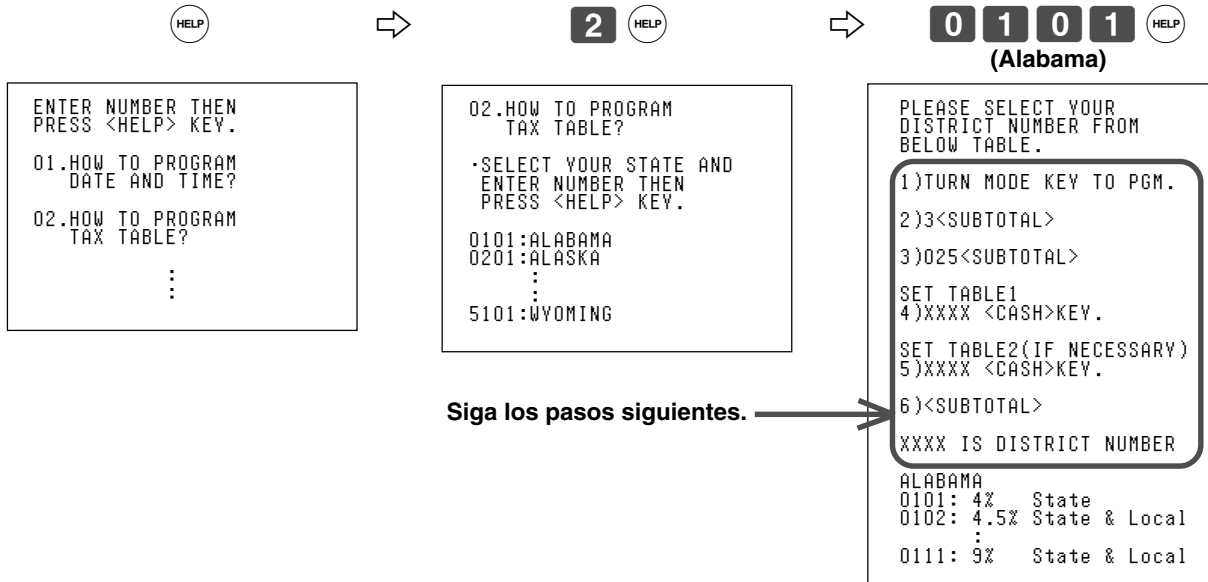 HELP
2 HELP
0 1 0 1 HELP
(Alabama)
ENTER NUMBER THEN
PRESS <HELP> KEY.
01.HOW TO PROGRAM
DATE AND TIME?
02.HOW TO PROGRAM
TAX TABLE?
:
02.HOW TO PROGRAM
TAX TABLE?
·SELECT YOUR STATE AND
ENTER NUMBER THEN
PRESS <HELP> KEY.
0101:ALABAMA
0201:ALASKA
:
:
5101:WYOMING
Siga los pasos siguientes.
PLEASE SELECT YOUR
DISTRICT NUMBER FROM
BELOW TABLE.
1)TURN MODE KEY TO PGM.
2)3<SUBTOTAL>
3)025<SUBTOTAL>
SET TABLE1
4)XXXX <CASH>KEY.
SET TABLE2(IF NECESSARY)
5)XXXX <CASH>KEY.
6)<SUBTOTAL>
XXXX IS DISTRICT NUMBER
ALABAMA
0101: 4% State
0102: 4.5% State & Local
:
0111: 9% State & Local